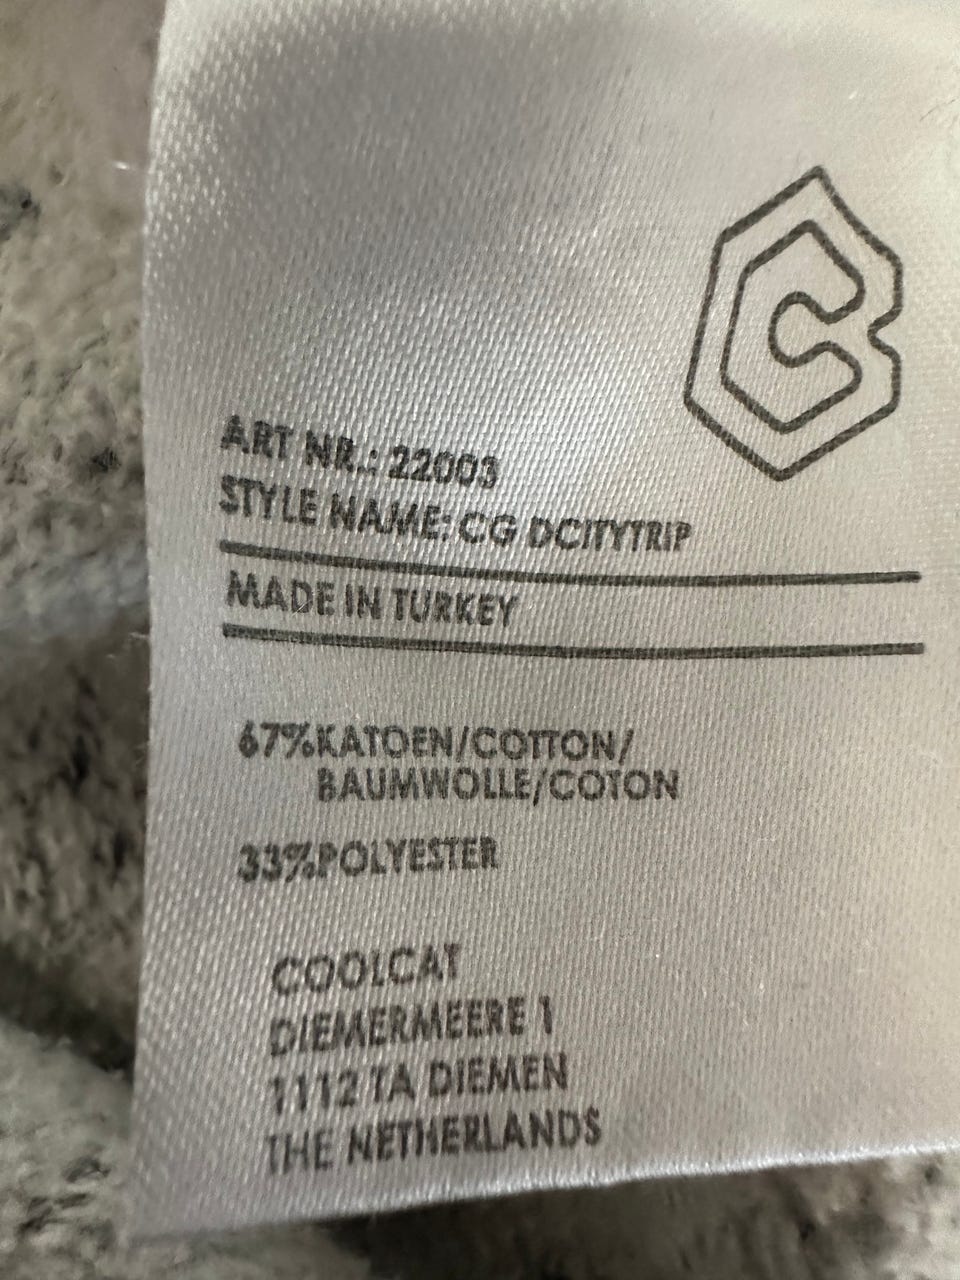 ART NR.: 22003
STYLE NAME: CG DCITYTRIP
MADE IN TURKEY
67%KATOEN/COTTON/
BAUMWOLLE/COTON
33%POLYESTER
COOLCAT
DIEMERMEERE 1
1112 TA DIEMEN
THE NETHERLANDS